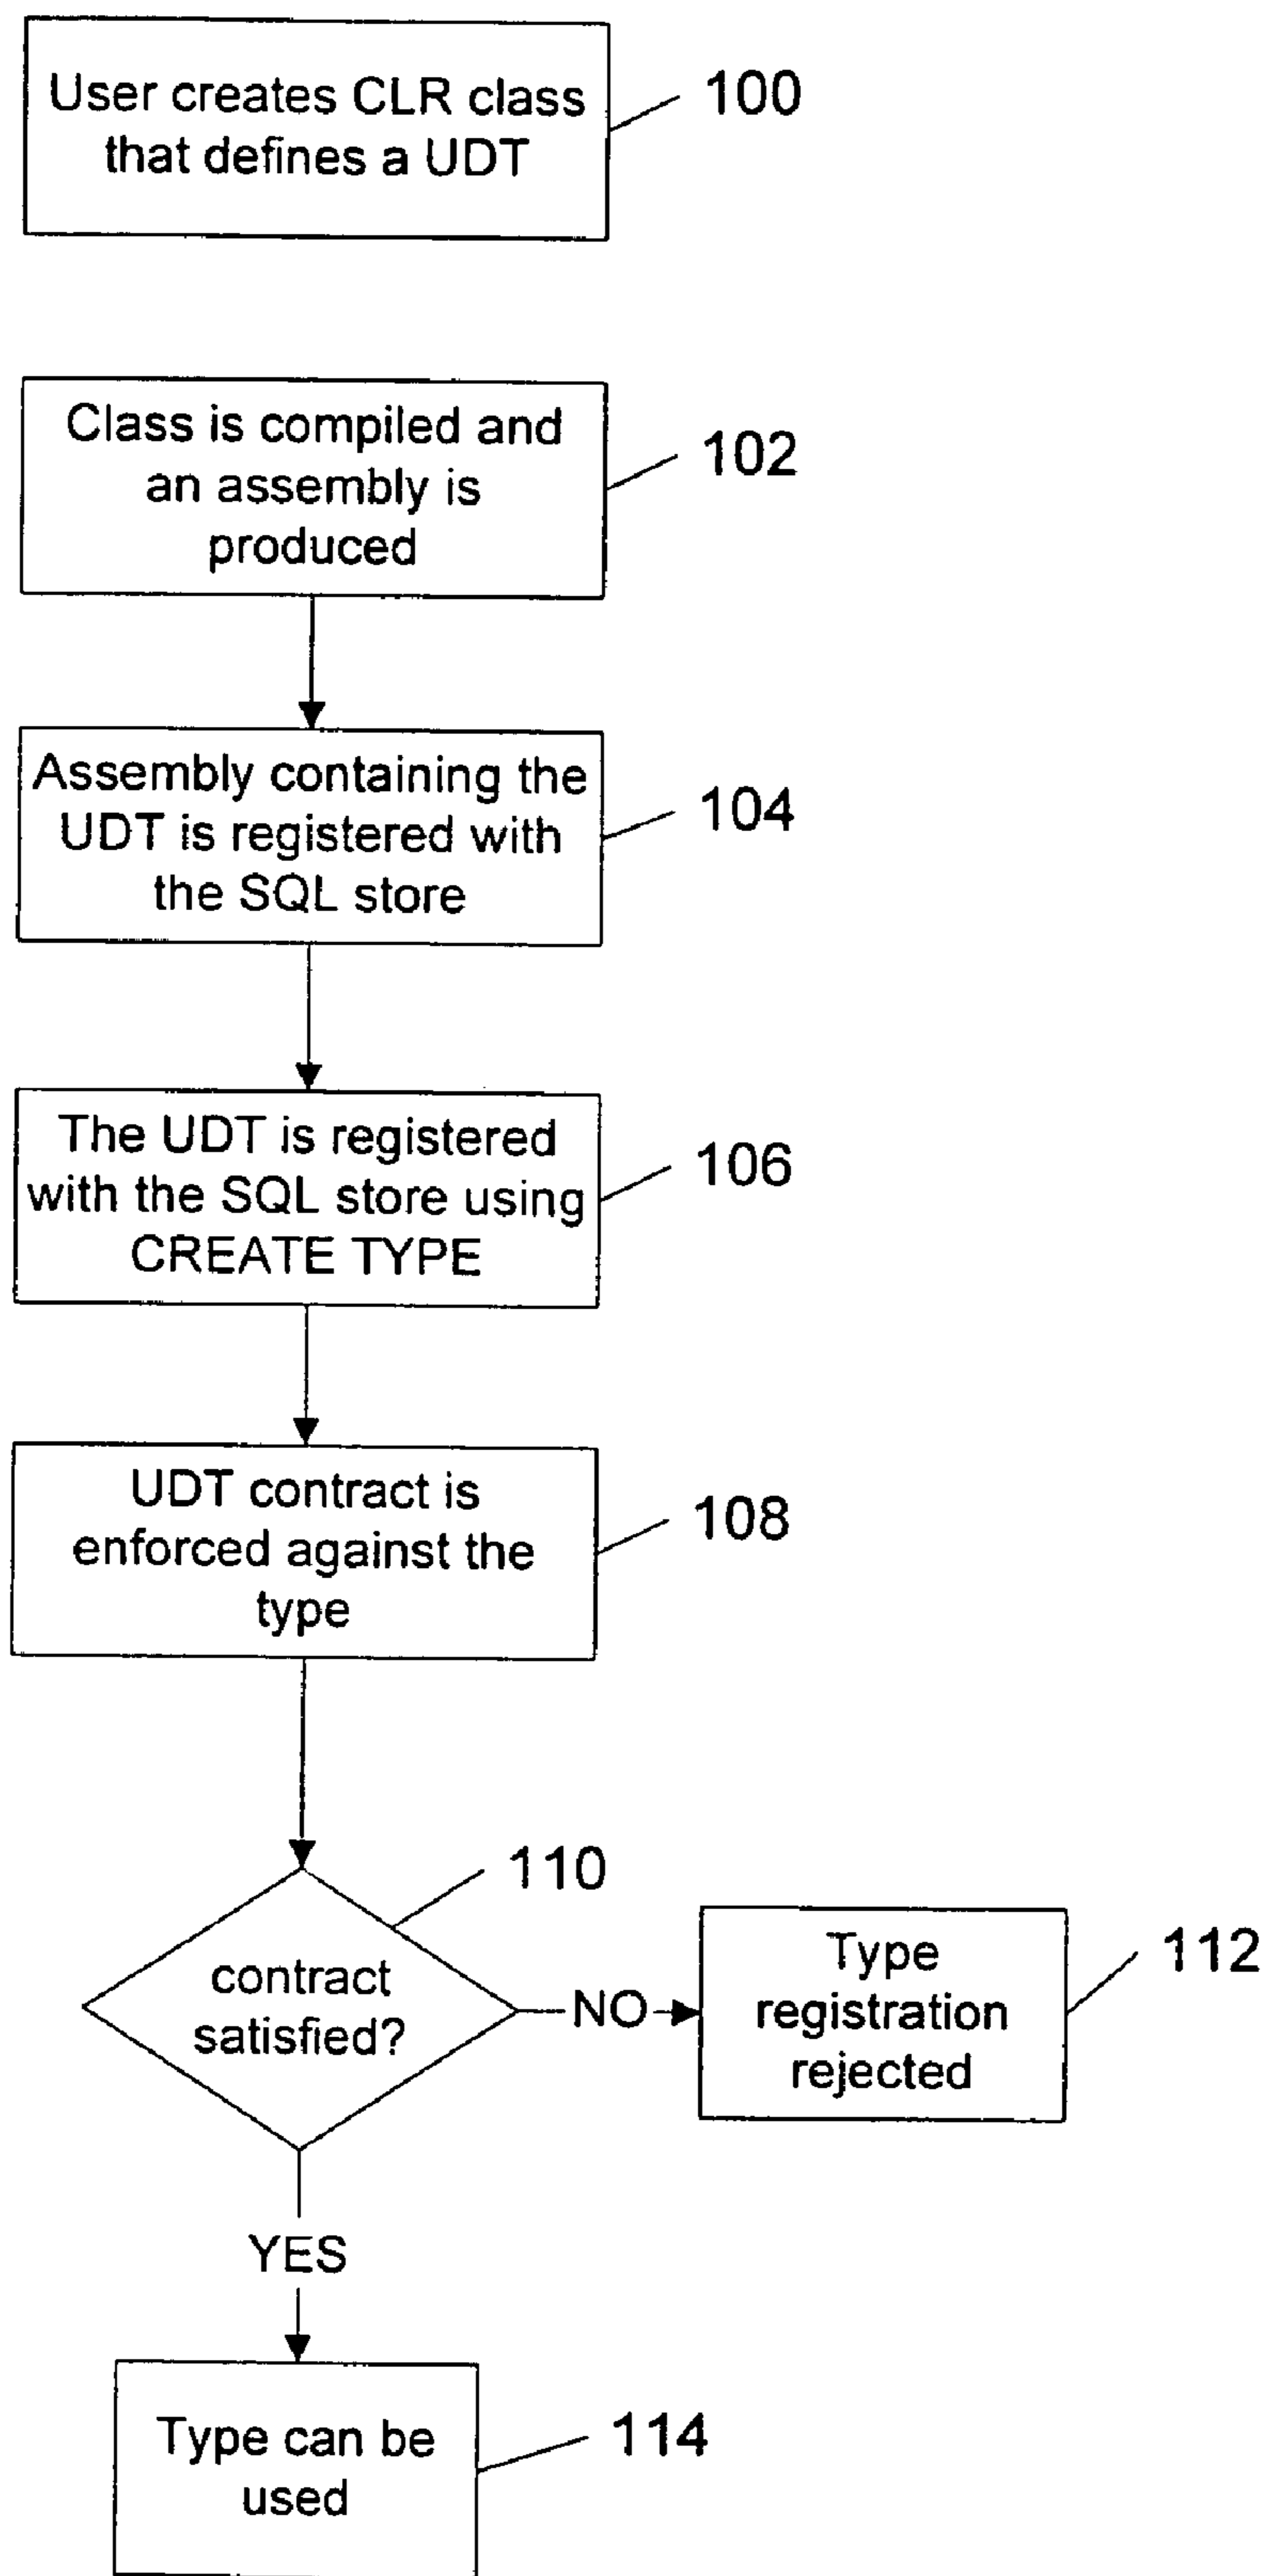 User creates CLR class
that defines a UDT
100
Class is compiled and
an assembly is
produced
102
Assembly containing the
UDT is registered with
the SQL store
104
The UDT is registered
with the SQL store using
CREATE TYPE
106
UDT contract is
enforced against the
type
108
110
contract
satisfied?
NO
Type
registration
rejected
112
YES
Type can be
used
114